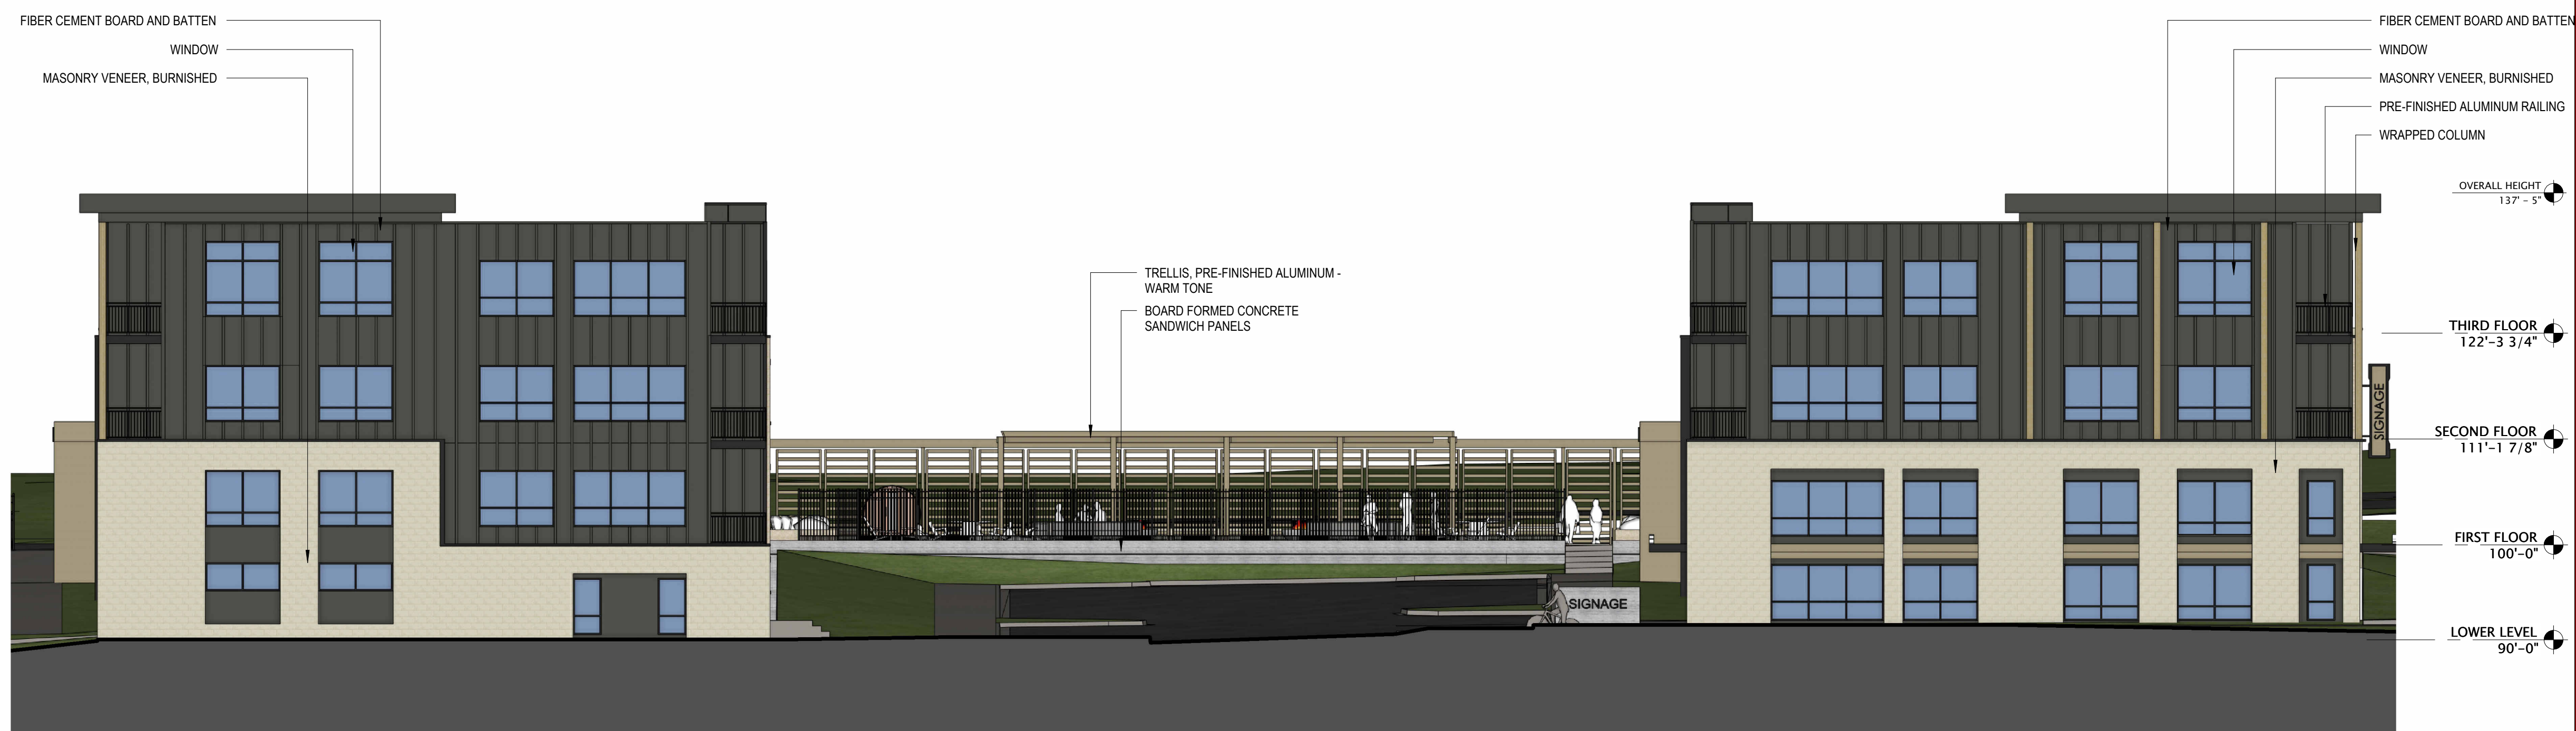 FIBER CEMENT BOARD AND BATTEN
WINDOW
MASONRY VENEER, BURNISHED
FIBER CEMENT BOARD AND BATTEN
WINDOW
MASONRY VENEER, BURNISHED
PRE-FINISHED ALUMINUM RAILING
WRAPPED COLUMN
OVERALL HEIGHT
137' - 5"
TRELLIS, PRE-FINISHED ALUMINUM -
WARM TONE
BOARD FORMED CONCRETE
SANDWICH PANELS
THIRD FLOOR
122'-3 3/4"
SIGNAGE
SECOND FLOOR
111'-1 7/8"
FIRST FLOOR
100'-0"
SIGNAGE
LOWER LEVEL
90'-0"